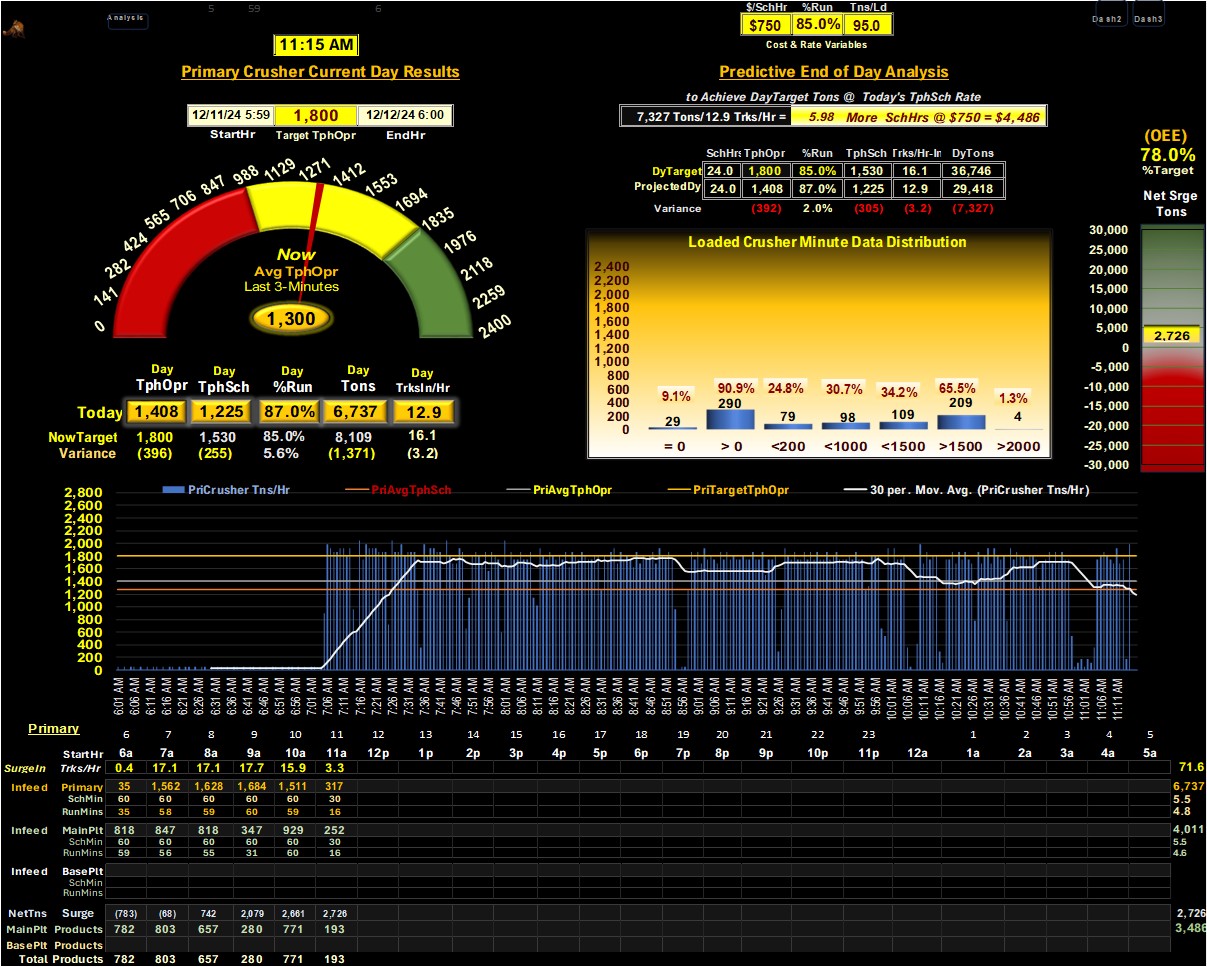 5 59 6
Analysis
$/SchHr %Run Tns/Ld
$750 85.0% 95.0
Cost & Rate Variables
Dash2 Dash3
11:15 AM
Primary Crusher Current Day Results
Predictive End of Day Analysis
to Achieve DayTarget Tons @ Today's TphSch Rate
12/11/24 5:59 1,800 12/12/24 6:00
StartHr Target TphOpr EndHr
7,327 Tons/12.9 Trks/Hr = 5.98 More SchHrs @ $750 = $4,486
(OEE)
78.0%
%Target
SchHrs TphOpr %Run TphSch Trks/Hr-In DyTons
DyTarget 24.0 1,800 85.0% 1,530 16.1 36,746
ProjectedDy 24.0 1,408 87.0% 1,225 12.9 29,418
Variance (392) 2.0% (305) (3.2) (7,327)
Net Srge
Tons
30,000
25,000
20,000
15,000
10,000
5,000
2,726
0
-5,000
-10,000
-15,000
-20,000
-25,000
-30,000
0 141 282 424 565 706 847 988 1129 1271 1412 1553 1694 1835 1976 2118 2259 2400
Now
Avg TphOpr
Last 3-Minutes
1,300
Loaded Crusher Minute Data Distribution
2,400
2,200
2,000
1,800
1,600
1,400
1,200
1,000
800
600
400
200
0
9.1% 90.9% 24.8% 30.7% 34.2% 65.5% 1.3%
29 290 79 98 109 209 4
= 0 > 0 <200 <1000 <1500 >1500 >2000
Day Day Day Day Day
TphOpr TphSch %Run Tons TrksIn/Hr
Today 1,408 1,225 87.0% 6,737 12.9
NowTarget 1,800 1,530 85.0% 8,109 16.1
Variance (396) (255) 5.6% (1,371) (3.2)
PriCrusher Tns/Hr PriAvgTphSch PriAvgTphOpr PriTargetTphOpr 30 per. Mov. Avg. (PriCrusher Tns/Hr)
2,800
2,600
2,400
2,200
2,000
1,800
1,600
1,400
1,200
1,000
800
600
400
200
0
6:01 AM 6:06 AM 6:11 AM 6:16 AM 6:21 AM 6:26 AM 6:31 AM 6:36 AM 6:41 AM 6:46 AM 6:51 AM 6:56 AM 7:01 AM 7:06 AM 7:11 AM 7:16 AM 7:21 AM 7:26 AM 7:31 AM 7:36 AM 7:41 AM 7:46 AM 7:51 AM 7:56 AM 8:01 AM 8:06 AM 8:11 AM 8:16 AM 8:21 AM 8:26 AM 8:31 AM 8:36 AM 8:41 AM 8:46 AM 8:51 AM 8:56 AM 9:01 AM 9:06 AM 9:11 AM 9:16 AM 9:21 AM 9:26 AM 9:31 AM 9:36 AM 9:41 AM 9:46 AM 9:51 AM 9:56 AM 10:01 AM 10:06 AM 10:11 AM 10:16 AM 10:21 AM 10:26 AM 10:31 AM 10:36 AM 10:41 AM 10:46 AM 10:51 AM 10:56 AM 11:01 AM 11:06 AM 11:11 AM
Primary 6 7 8 9 10 11 12 13 14 15 16 17 18 19 20 21 22 23 1 2 3 4 5
StartHr 6a 7a 8a 9a 10a 11a 12p 1p 2p 3p 4p 5p 6p 7p 8p 9p 10p 11p 12a 1a 2a 3a 4a 5a
SurgeIn Trks/Hr 0.4 17.1 17.1 17.7 15.9 3.3 71.6
Infeed Primary 35 1,562 1,628 1,684 1,511 317 6,737
SchMin 60 60 60 60 60 30 5.5
RunMins 35 58 59 60 59 16 4.8
Infeed MainPlt 818 847 818 347 929 252 4,011
SchMin 60 60 60 60 60 30 5.5
RunMins 59 56 55 31 60 16 4.6
Infeed BasePlt
SchMin
RunMins
NetTns Surge (783) (68) 742 2,079 2,661 2,726 2,726
MainPlt Products 782 803 657 280 771 193 3,486
BasePlt Products
Total Products 782 803 657 280 771 193